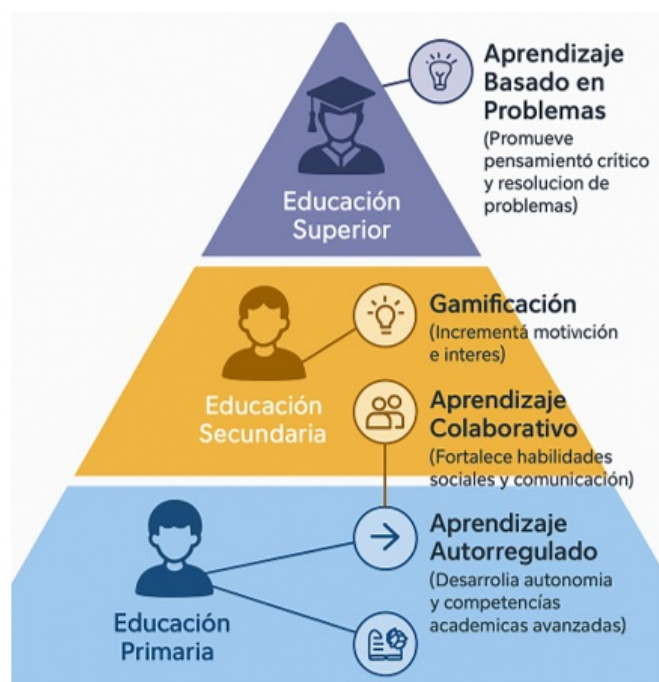 Aprendizaje
Basado en
Problemas
(Promueve
pensamientó crítico
y resolucion de
problemas)
Educación
Superior
Gamificación
(Incrementá motivición
e interes)
Educación
Secundaria
Aprendizaje
Colaborativo
(Fortalece habilidades
sociales y comunicación)
Aprendizaje
Autorregulado
(Desarrolia autonomia
y competencías
academicas avanzadas)
Educación
Primaria